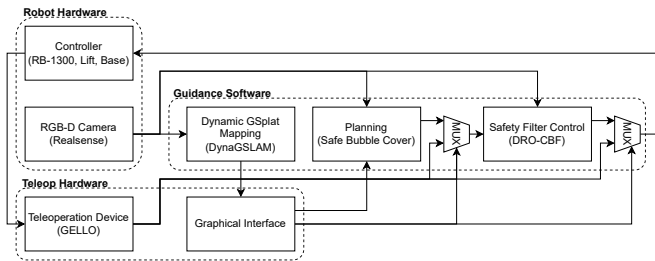 Robot Hardware
Controller
(RB-1300, Lift, Base)
RGB-D Camera
(Realsense)
Guidance Software
Dynamic GSplat
Mapping
(DynaGSLAM)
Planning
(Safe Bubble Cover)
MUX
Safety Filter Control
(DRO-CBF)
MUX
Teleop Hardware
Teleoperation Device
(GELLO)
Graphical Interface